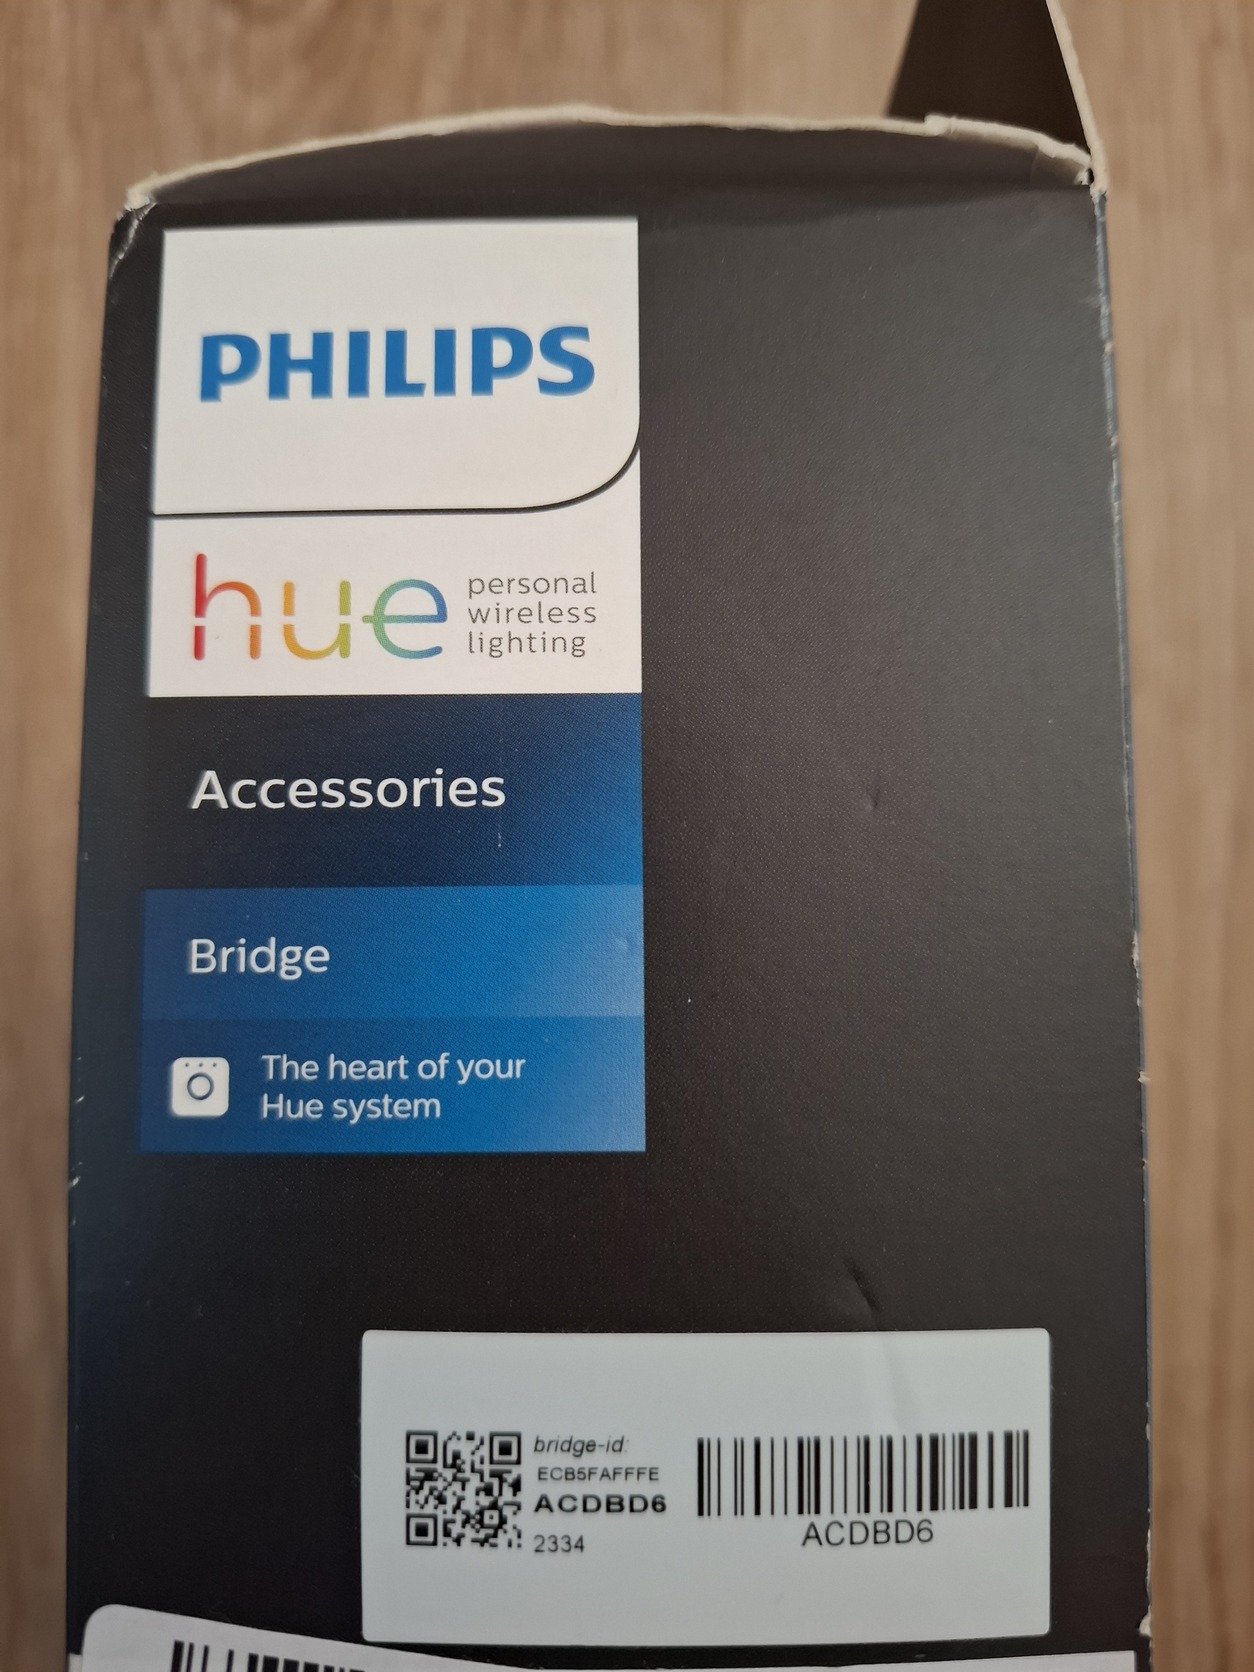 PHILIPS
hue
personal
wireless
lighting
Accessories
Bridge
The heart of your
Hue system
bridge-id:
ECB5FAFFFE
ACDBD6
2334
ACDBD6